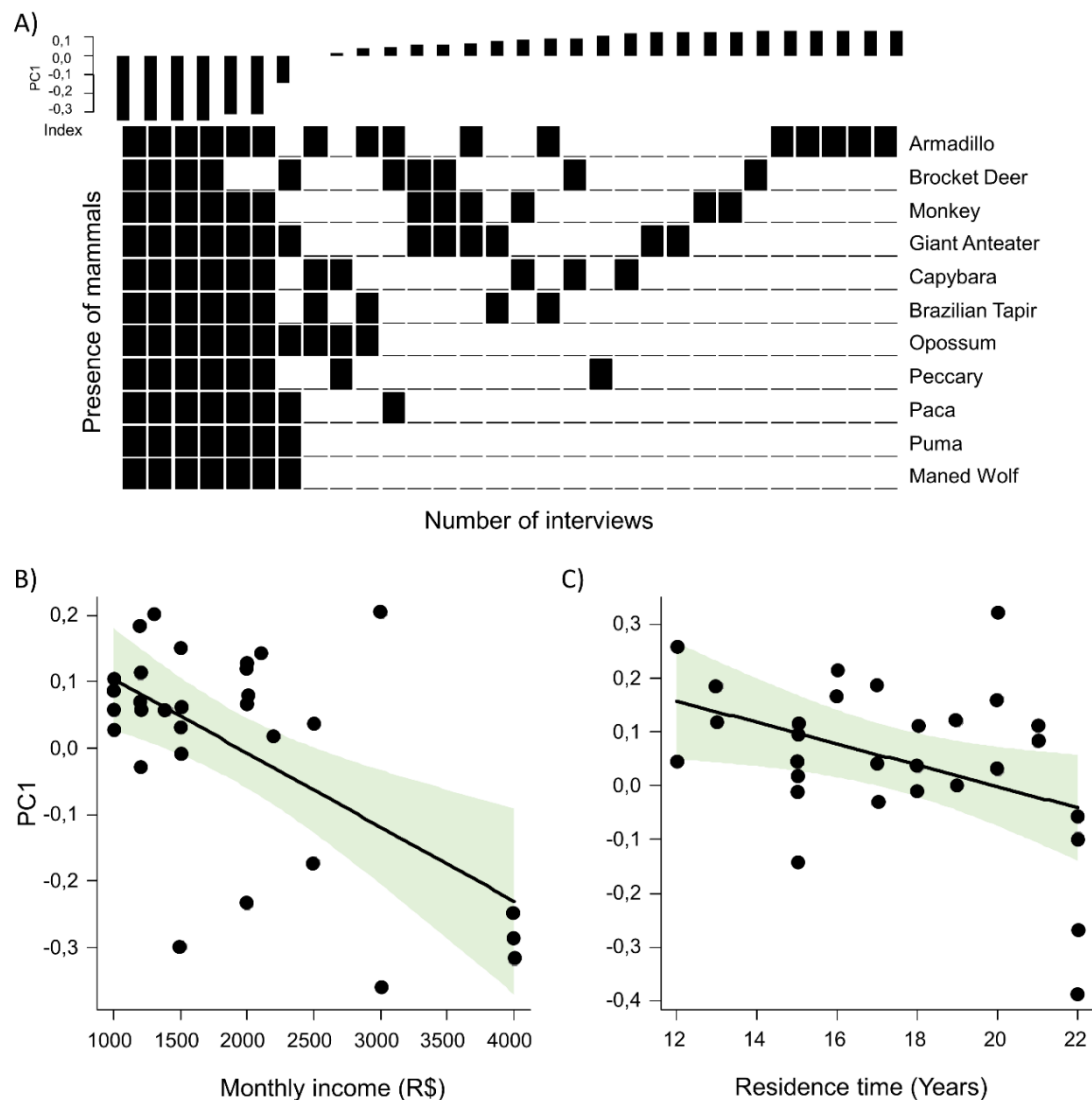 A)
0,1
0,0
-0,1
-0,3
PC1
Index
Presence of mammals
Armadillo
Brocket Deer
Monkey
Giant Anteater
Capybara
Brazilian Tapir
Opossum
Peccary
Paca
Puma
Maned Wolf
Number of interviews
B)
PC1
0,2
0,1
0,0
-0,1
-0,2
-0,3
1000 1500 2000 2500 3000 3500 4000
Monthly income (R$)
C)
0,3
0,2
0,1
0,0
-0,1
-0,2
-0,3
-0,4
12 14 16 18 20 22
Residence time (Years)